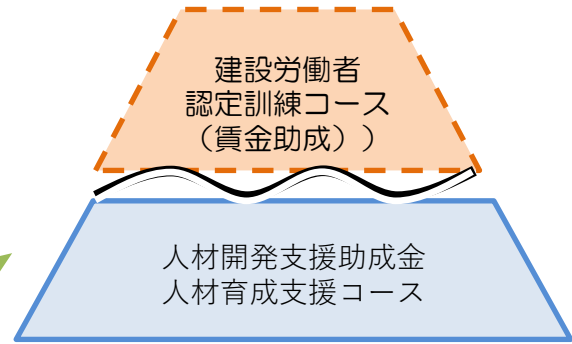 建設労働者
認定訓練コース
（賃金助成））
人材開発支援助成金
人材育成支援コース